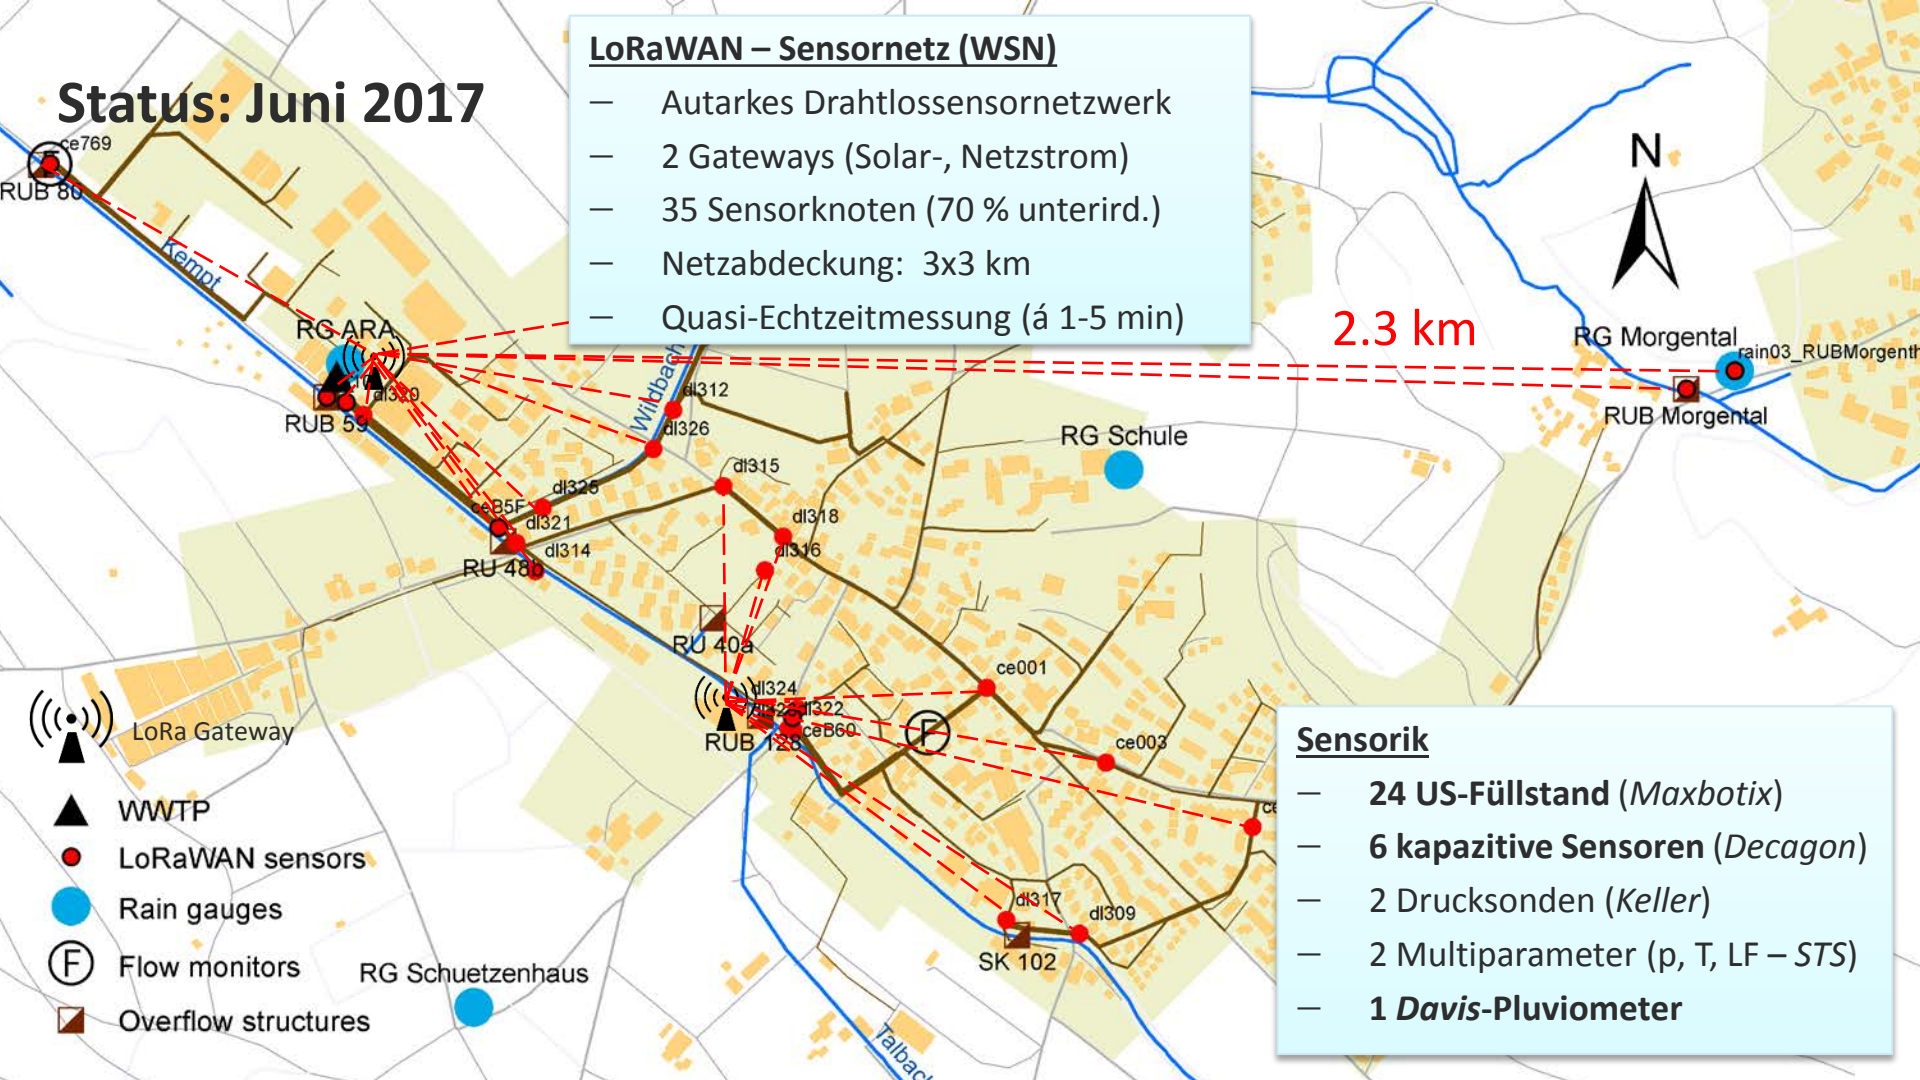 Status: Juni 2017
LoRaWAN – Sensornetz (WSN)
— Autarkes Drahtlossensornetzwerk
— 2 Gateways (Solar-, Netzstrom)
— 35 Sensorknoten (70 % unterird.)
— Netzabdeckung: 3x3 km
— Quasi-Echtzeitmessung (á 1-5 min)
N
ce769
RUB 80
Kempt
RG ARA
dl320
RUB 59
Wildbach
dl312
dl326
2.3 km
RG Morgental
rain03_RUBMorgenth
RUB Morgental
RG Schule
dl315
dl325
ceB5F
dl321
dl318
dl314
dl316
RU 48b
RU 40a
ce001
dl324
dl322
RUB 128
ceB60
F
ce003
dl317
dl309
SK 102
RG Schuetzenhaus
Talbac
LoRa Gateway
WWTP
LoRaWAN sensors
Rain gauges
F Flow monitors
Overflow structures
Sensorik
— 24 US-Füllstand (Maxbotix)
— 6 kapazitive Sensoren (Decagon)
— 2 Drucksonden (Keller)
— 2 Multiparameter (p, T, LF – STS)
— 1 Davis-Pluviometer